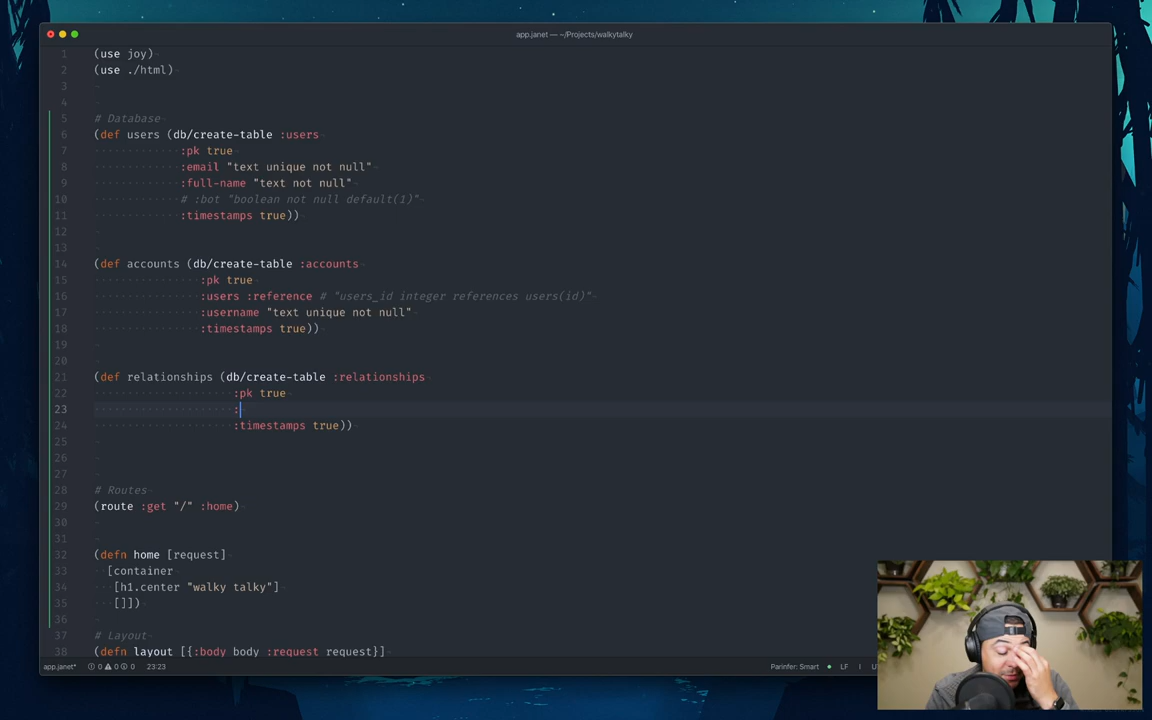 app.janet — ~/Projects/walkytalky
1 (use joy)
2 (use ./html)
3
4
5 # Database
6 (def users (db/create-table :users
7 :pk true
8 :email "text unique not null"
9 :full-name "text not null"
10 # :bot "boolean not null default(1)"
11 :timestamps true))
12
13
14 (def accounts (db/create-table :accounts
15 :pk true
16 :users :reference # "users_id integer references users(id)"
17 :username "text unique not null"
18 :timestamps true))
19
20
21 (def relationships (db/create-table :relationships
22 :pk true
23 :
24 :timestamps true))
25
26
27
28 # Routes
29 (route :get "/" :home)
30
31
32 (defn home [request]
33 [container
34 [h1.center "walky talky"]
35 []])
36
37 # Layout
38 (defn layout [{:body body :request request}]
app.janet* 0 0 0 23:23 Parinfer: Smart LF